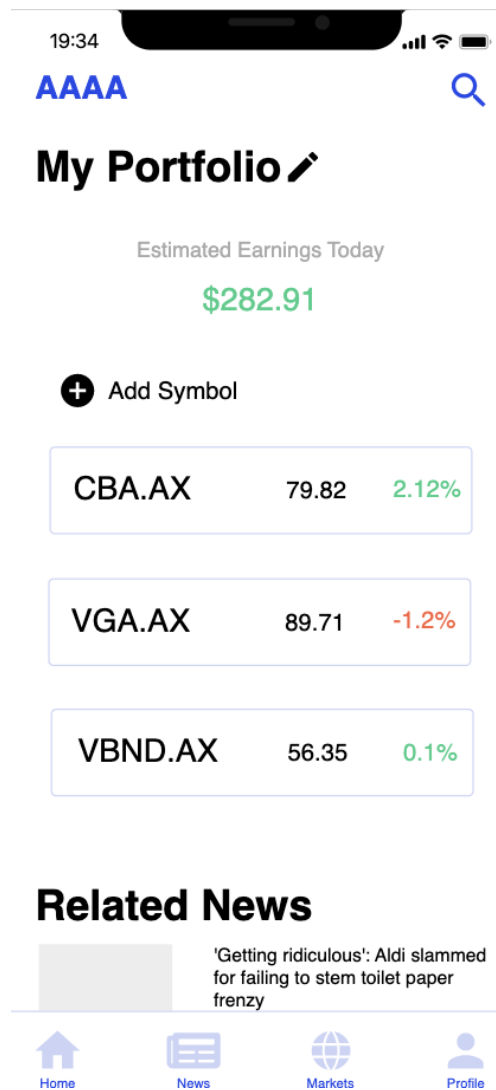 19:34
AAAA
My Portfolio
Estimated Earnings Today
$282.91
Add Symbol
CBA.AX 79.82 2.12%
VGA.AX 89.71 -1.2%
VBND.AX 56.35 0.1%
Related News
'Getting ridiculous': Aldi slammed
for failing to stem toilet paper
frenzy
Home News Markets Profile